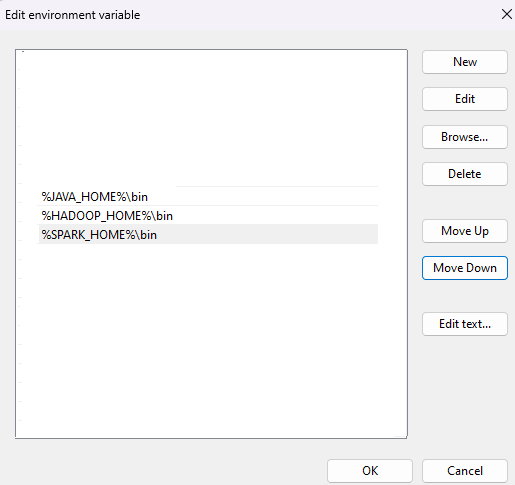 Edit environment variable
New
Edit
Browse...
Delete
%JAVA_HOME%\bin
%HADOOP_HOME%\bin
%SPARK_HOME%\bin
Move Up
Move Down
Edit text...
OK
Cancel